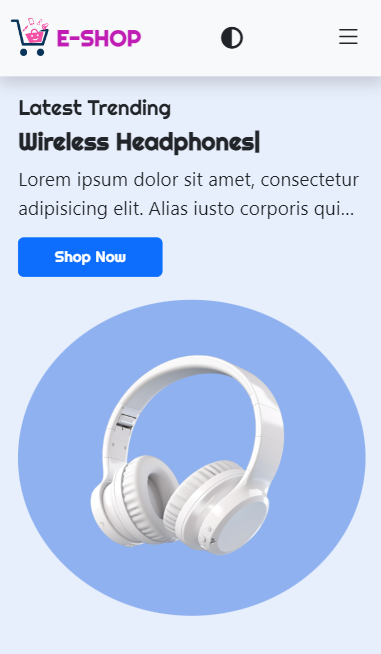 E-SHOP
Latest Trending
Wireless Headphones|
Lorem ipsum dolor sit amet, consectetur
adipisicing elit. Alias iusto corporis qui...
Shop Now